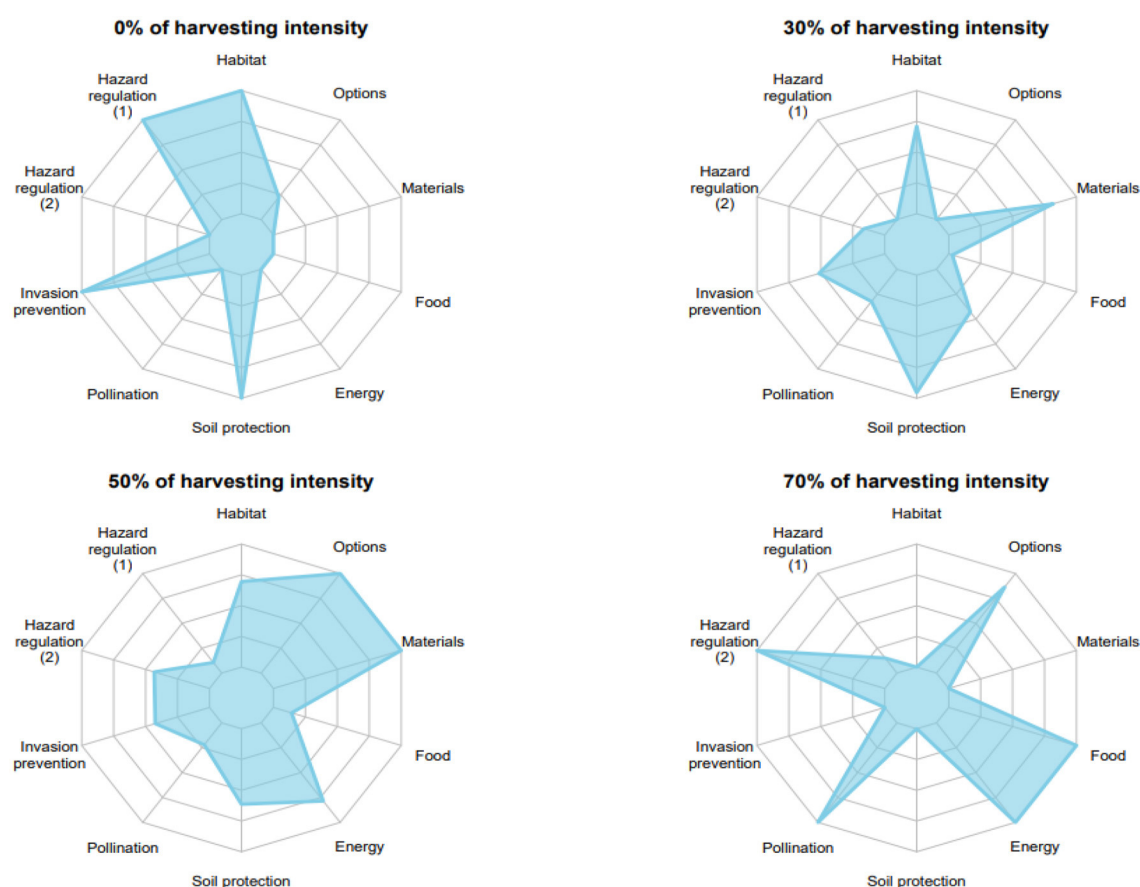 0% of harvesting intensity
Habitat
Options
Materials
Food
Energy
Soil protection
Pollination
Invasion
prevention
Hazard
regulation
(2)
Hazard
regulation
(1)
30% of harvesting intensity
Habitat
Options
Materials
Food
Energy
Soil protection
Pollination
Invasion
prevention
Hazard
regulation
(2)
Hazard
regulation
(1)
50% of harvesting intensity
Habitat
Options
Materials
Food
Energy
Soil protection
Pollination
Invasion
prevention
Hazard
regulation
(2)
Hazard
regulation
(1)
70% of harvesting intensity
Habitat
Options
Materials
Food
Energy
Soil protection
Pollination
Invasion
prevention
Hazard
regulation
(2)
Hazard
regulation
(1)